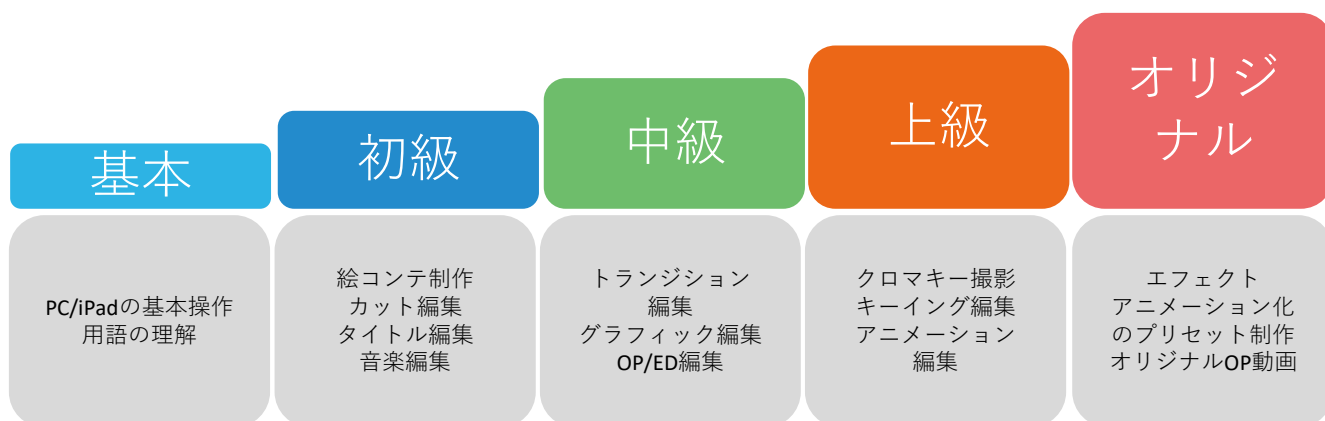 基本
初級
中級
上級
オリジ
ナル
PC/iPadの基本操作
用語の理解
絵コンテ制作
カット編集
タイトル編集
音楽編集
トランジション
編集
グラフィック編集
OP/ED編集
クロマキー撮影
キーイング編集
アニメーション
編集
エフェクト
アニメーション化
のプリセット制作
オリジナルOP動画